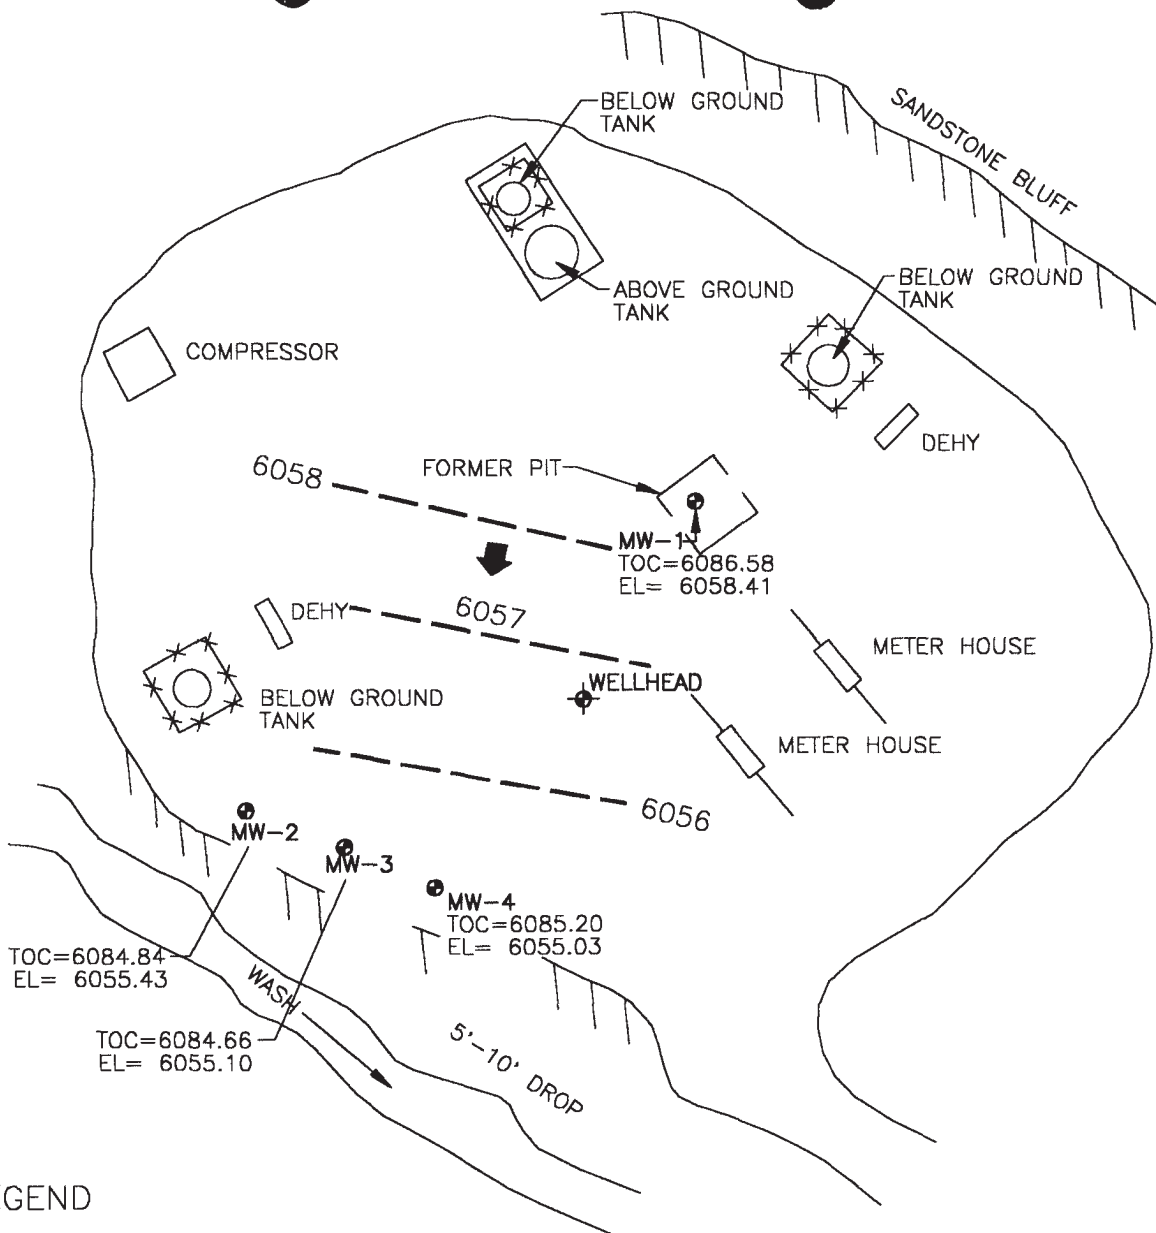 BELOW GROUND
TANK
SANDSTONE BLUFF
ABOVE GROUND
TANK
BELOW GROUND
TANK
COMPRESSOR
DEHY
6058
FORMER PIT
MW-1
TOC=6086.58
EL= 6058.41
DEHY
6057
METER HOUSE
WELLHEAD
BELOW GROUND
TANK
METER HOUSE
6056
MW-2
MW-3
MW-4
TOC=6085.20
EL= 6055.03
TOC=6084.84
EL= 6055.43
WASH
TOC=6084.66
EL= 6055.10
5'-10' DROP
GEND